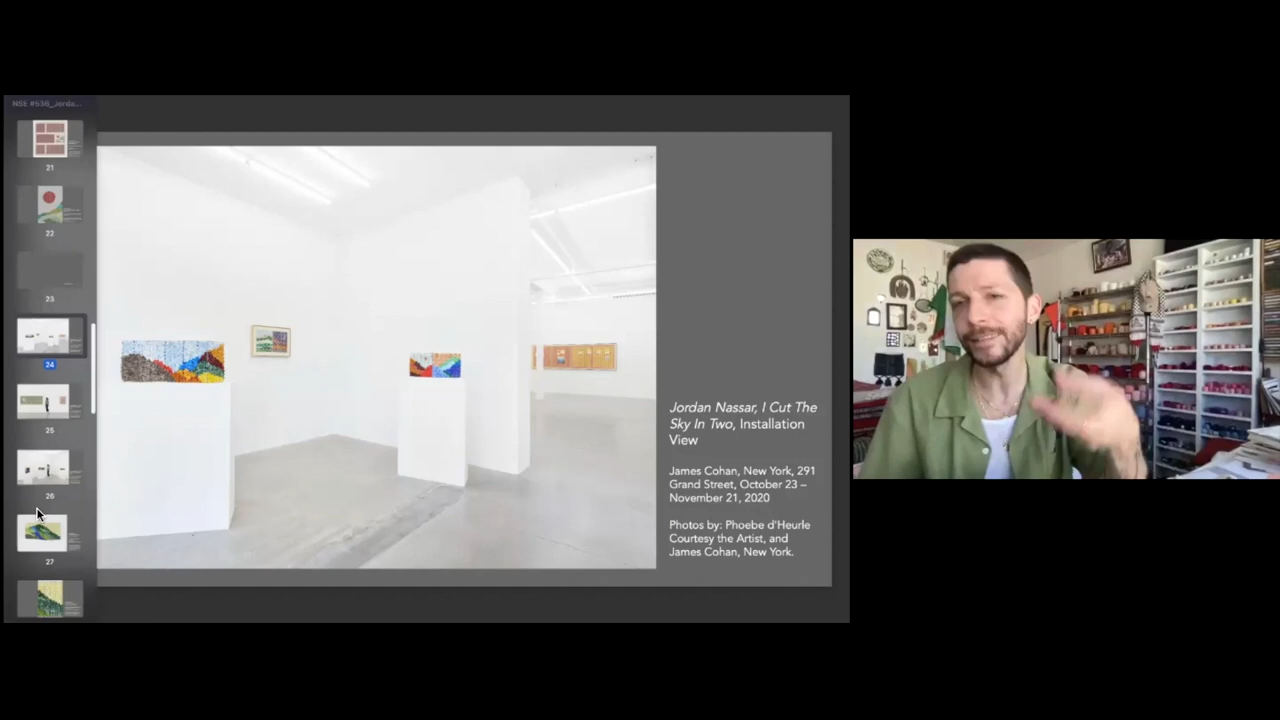 NSE #536_Jorda...
21
22
23
24
25
26
27
Jordan Nassar, I Cut The
Sky In Two, Installation
View
James Cohan, New York, 291
Grand Street, October 23 –
November 21, 2020
Photos by: Phoebe d'Heurle
Courtesy the Artist, and
James Cohan, New York.